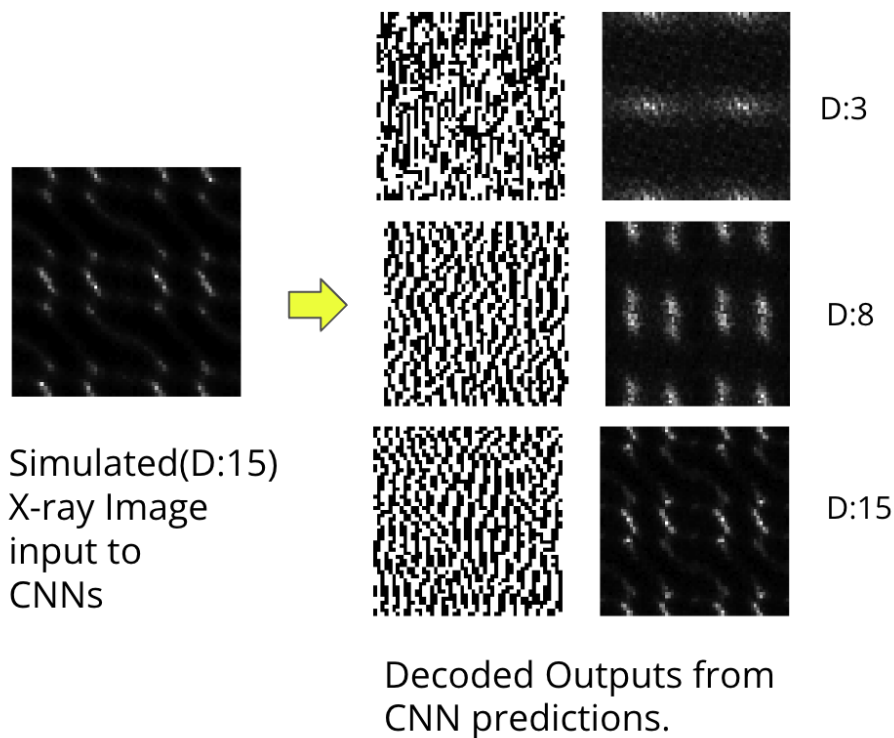 D:3
D:8
Simulated(D:15)
X-ray Image
input to
CNNs
D:15
Decoded Outputs from
CNN predictions.